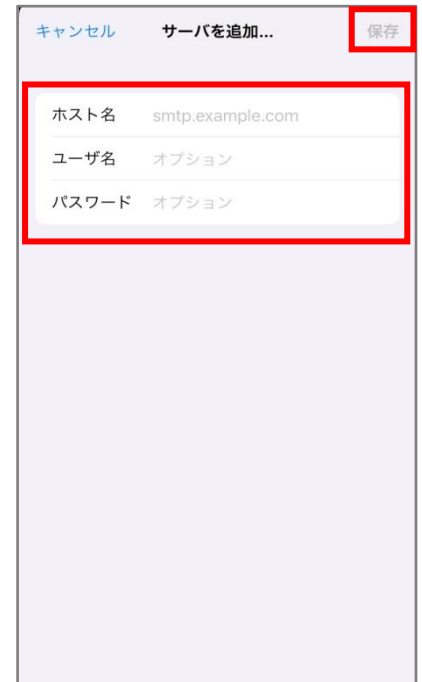 キャンセル サーバを追加... 保存
ホスト名 smtp.example.com
ユーザ名 オプション
パスワード オプション